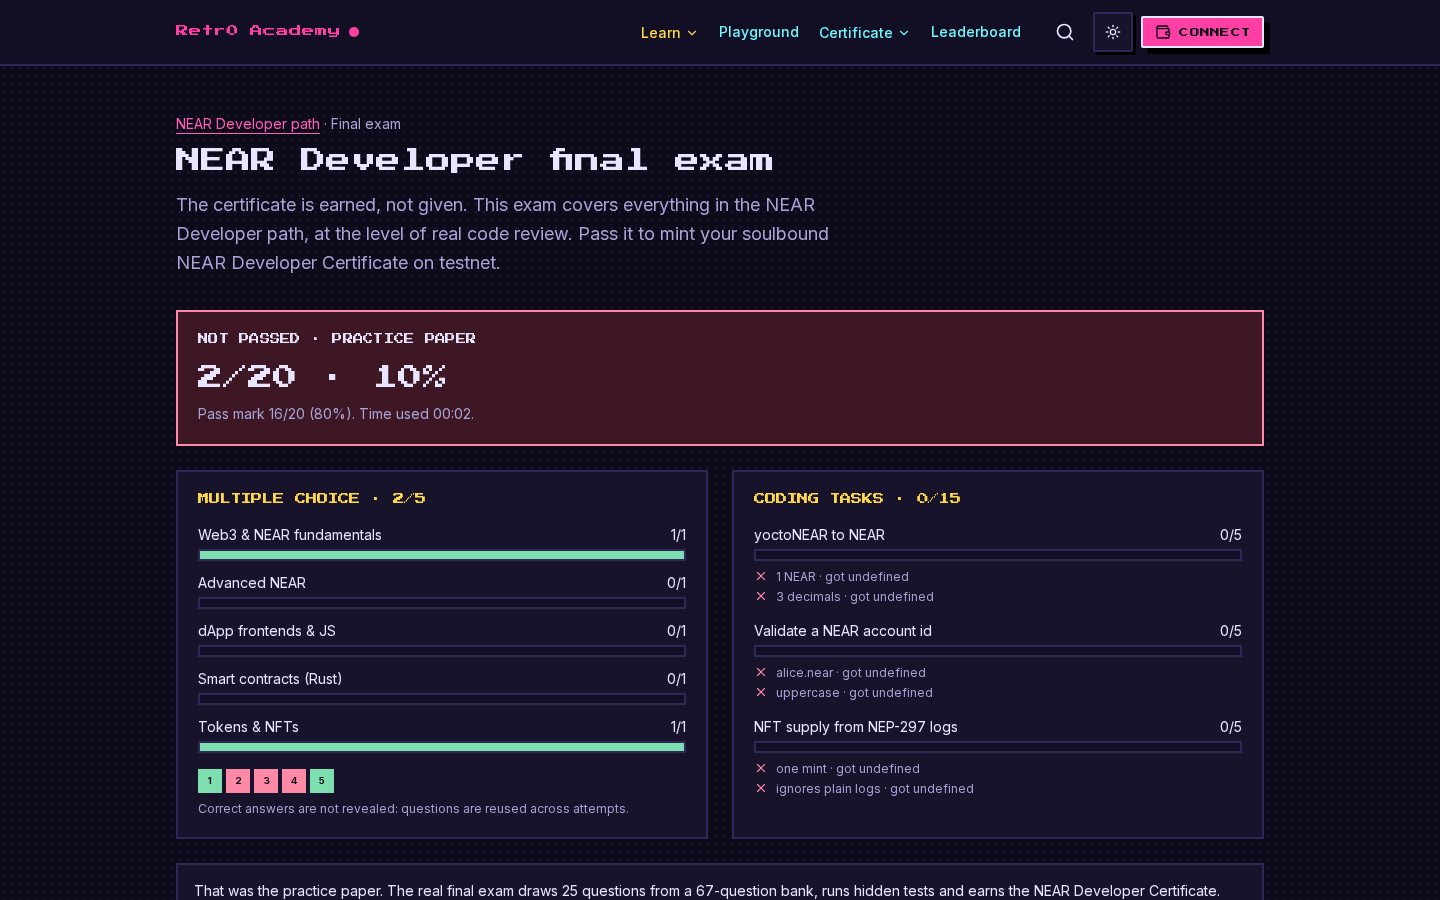 Retr0 Academy
Learn
Playground
Certificate
Leaderboard
CONNECT
NEAR Developer path · Final exam
NEAR Developer final exam
The certificate is earned, not given. This exam covers everything in the NEAR
Developer path, at the level of real code review. Pass it to mint your soulbound
NEAR Developer Certificate on testnet.
NOT PASSED · PRACTICE PAPER
2/20 · 10%
Pass mark 16/20 (80%). Time used 00:02.
MULTIPLE CHOICE · 2/5
Web3 & NEAR fundamentals 1/1
Advanced NEAR 0/1
dApp frontends & JS 0/1
Smart contracts (Rust) 0/1
Tokens & NFTs 1/1
1 2 3 4 5
Correct answers are not revealed: questions are reused across attempts.
CODING TASKS · 0/15
yoctoNEAR to NEAR 0/5
1 NEAR · got undefined
3 decimals · got undefined
Validate a NEAR account id 0/5
alice.near · got undefined
uppercase · got undefined
NFT supply from NEP-297 logs 0/5
one mint · got undefined
ignores plain logs · got undefined
That was the practice paper. The real final exam draws 25 questions from a 67-question bank, runs hidden tests and earns the NEAR Developer Certificate.